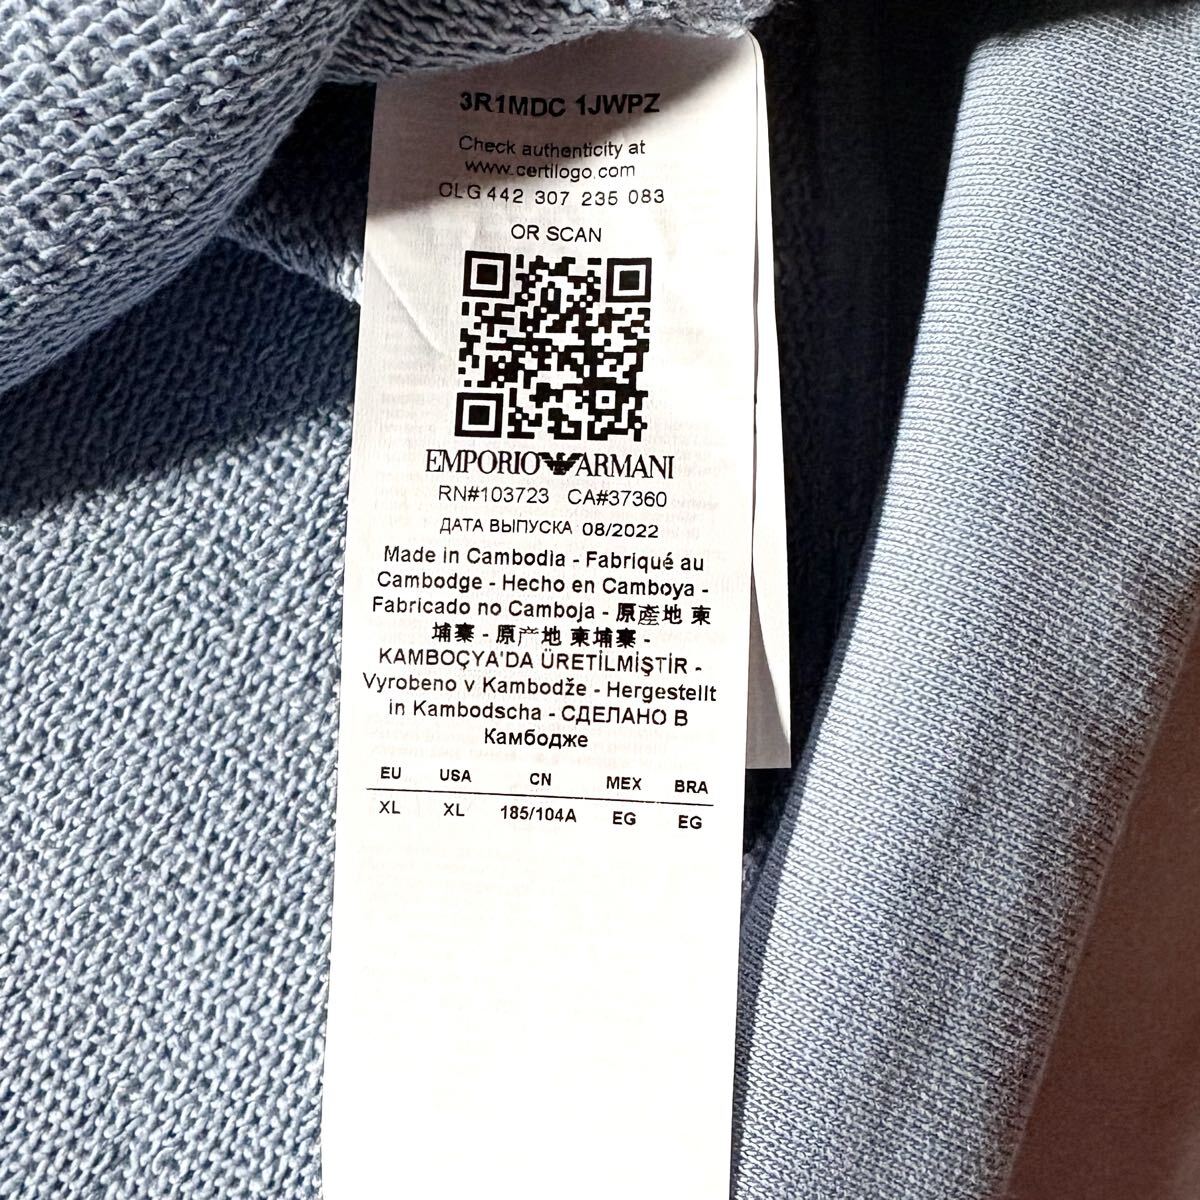 3R1MDC 1JWPZ
Check authenticity at
www.certilogo.com
CLG 442 307 235 083
OR SCAN
EMPORIO ARMANI
RN#103723 CA#37360
ДАТА ВЫПУСКА 08/2022
Made in Cambodia - Fabriqué au
Cambodge - Hecho en Camboya -
Fabricado no Camboja - 原產地 柬
埔寨 - 原产地 柬埔寨 -
KAMBOÇYA'DA ÜRETİLMİŞTİR -
Vyrobeno v Kambodže - Hergestellt
in Kambodscha - СДЕЛАНО В
Камбодже
EU USA CN MEX BRA
XL XL 185/104A EG EG